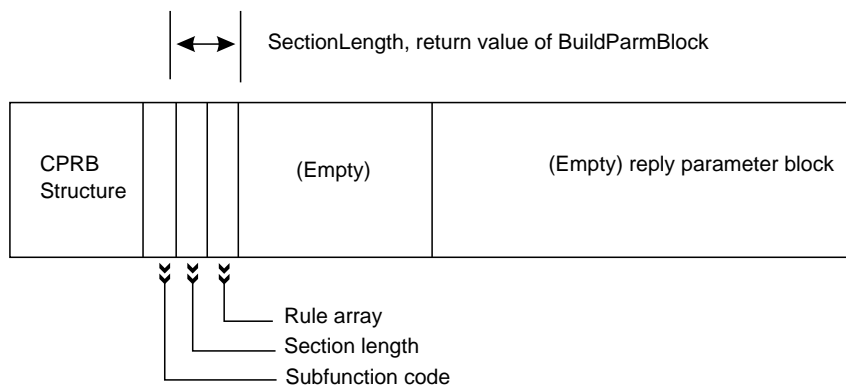 SectionLength, return value of BuildParmBlock
CPRB
Structure
(Empty)
(Empty) reply parameter block
Rule array
Section length
Subfunction code